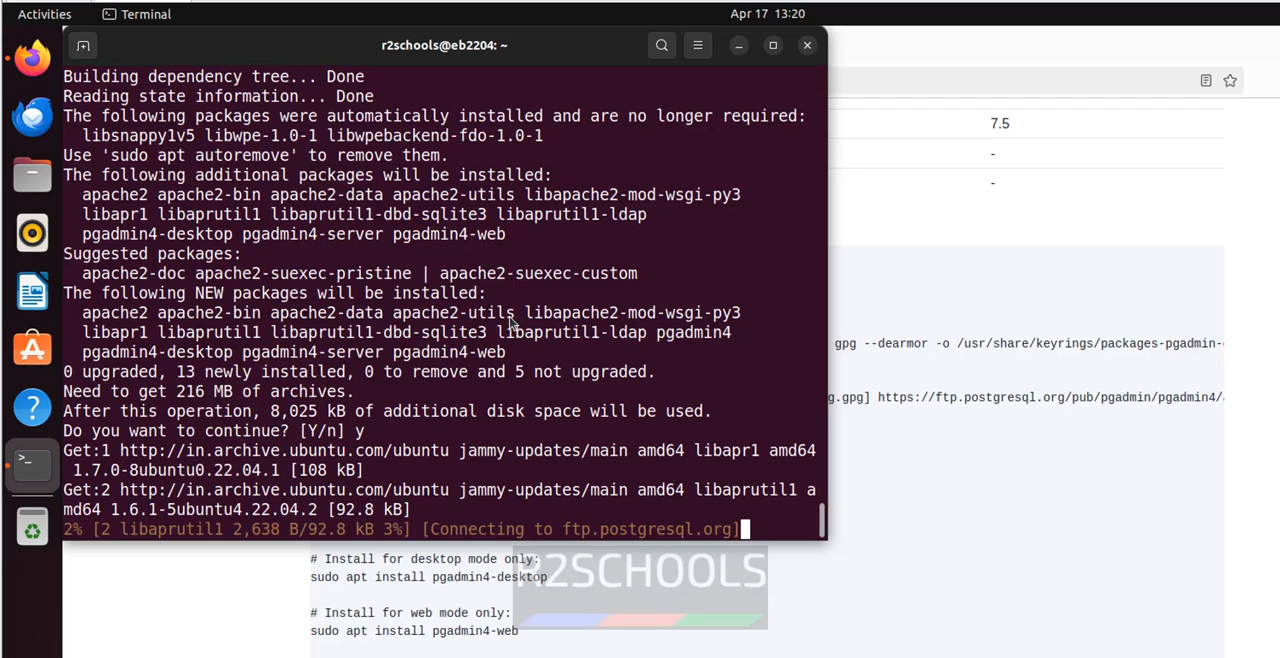 Activities
Terminal
Apr 17 13:20
r2schools@eb2204: ~
Building dependency tree... Done
Reading state information... Done
The following packages were automatically installed and are no longer required:
libsnappy1v5 libwpe-1.0-1 libwpebackend-fdo-1.0-1
Use 'sudo apt autoremove' to remove them.
The following additional packages will be installed:
apache2 apache2-bin apache2-data apache2-utils libapache2-mod-wsgi-py3
libapr1 libaprutil1 libaprutil1-dbd-sqlite3 libaprutil1-ldap
pgadmin4-desktop pgadmin4-server pgadmin4-web
Suggested packages:
apache2-doc apache2-suexec-pristine | apache2-suexec-custom
The following NEW packages will be installed:
apache2 apache2-bin apache2-data apache2-utils libapache2-mod-wsgi-py3
libapr1 libaprutil1 libaprutil1-dbd-sqlite3 libaprutil1-ldap pgadmin4
pgadmin4-desktop pgadmin4-server pgadmin4-web
0 upgraded, 13 newly installed, 0 to remove and 5 not upgraded.
Need to get 216 MB of archives.
After this operation, 8,025 kB of additional disk space will be used.
Do you want to continue? [Y/n] y
Get:1 http://in.archive.ubuntu.com/ubuntu jammy-updates/main amd64 libapr1 amd64
1.7.0-8ubuntu0.22.04.1 [108 kB]
Get:2 http://in.archive.ubuntu.com/ubuntu jammy-updates/main amd64 libaprutil1 a
md64 1.6.1-5ubuntu4.22.04.2 [92.8 kB]
2% [2 libaprutil1 2,638 B/92.8 kB 3%] [Connecting to ftp.postgresql.org]
7.5
-
-
gpg --dearmor -o /usr/share/keyrings/packages-pgadmin-
g.gpg] https://ftp.postgresql.org/pub/pgadmin/pgadmin4/
# Install for desktop mode only:
sudo apt install pgadmin4-desktop
# Install for web mode only:
sudo apt install pgadmin4-web
R2SCHOOLS